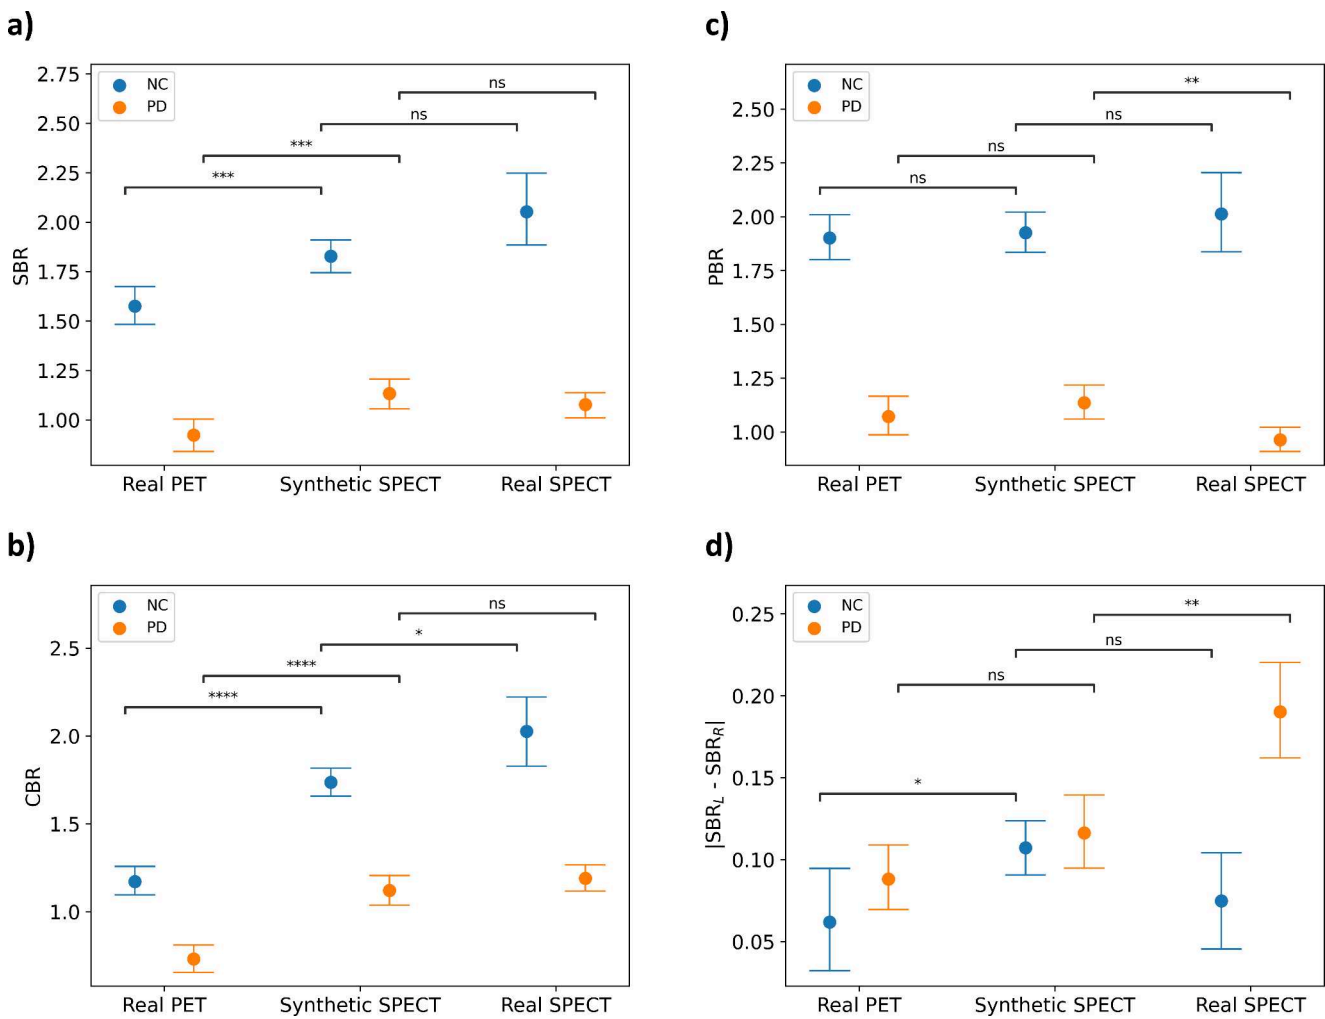 a)
NC
PD
ns
ns
***
***
2.75
2.50
2.25
2.00
1.75
1.50
1.25
1.00
SBR
Real PET
Synthetic SPECT
Real SPECT
c)
NC
PD
**
ns
ns
ns
2.50
2.25
2.00
1.75
1.50
1.25
1.00
PBR
Real PET
Synthetic SPECT
Real SPECT
b)
NC
PD
ns
*
****
****
2.5
2.0
1.5
1.0
CBR
Real PET
Synthetic SPECT
Real SPECT
d)
NC
PD
**
ns
ns
*
0.25
0.20
0.15
0.10
0.05
|SBR_L - SBR_R|
Real PET
Synthetic SPECT
Real SPECT